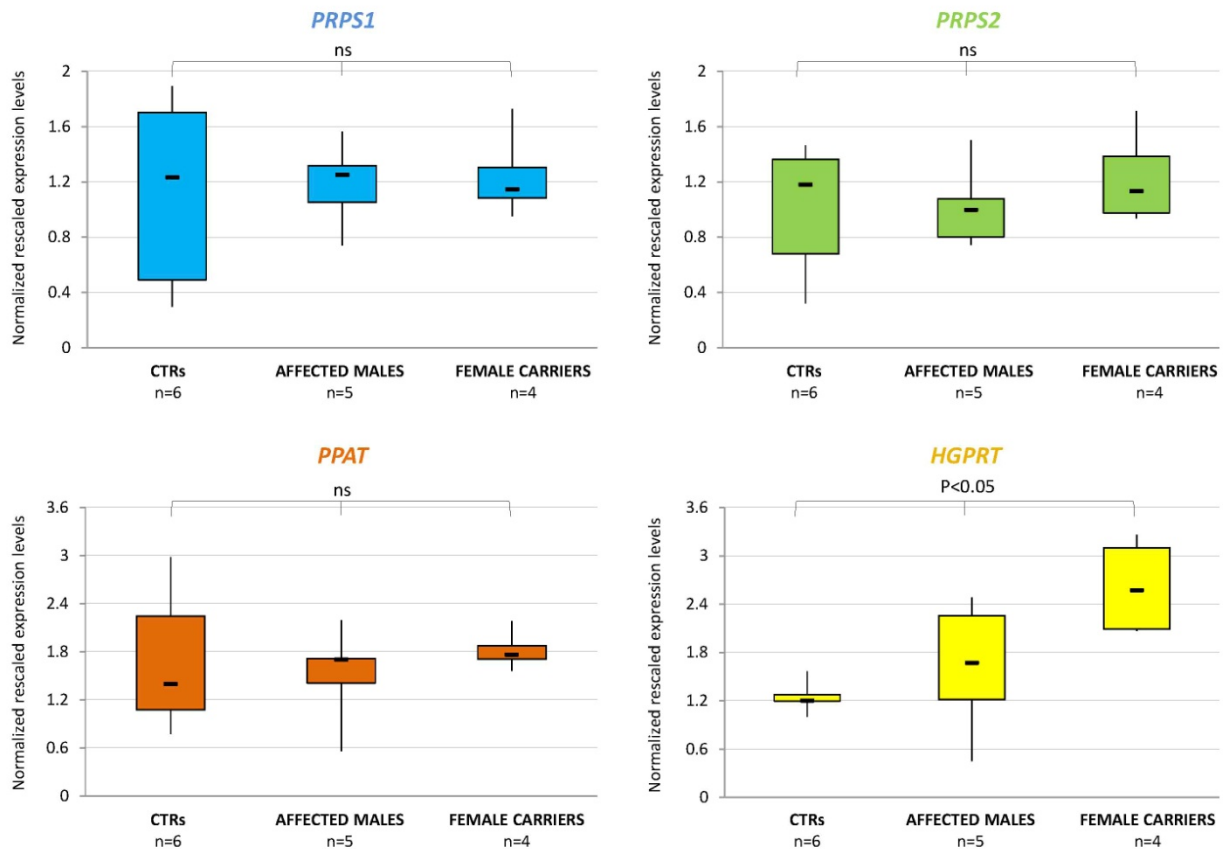 PRPS1
ns
Normalized rescaled expression levels
2
1.6
1.2
0.8
0.4
0
CTRs
n=6
AFFECTED MALES
n=5
FEMALE CARRIERS
n=4
PRPS2
ns
Normalized rescaled expression levels
2
1.6
1.2
0.8
0.4
0
CTRs
n=6
AFFECTED MALES
n=5
FEMALE CARRIERS
n=4
PPAT
ns
Normalized rescaled expression levels
3.6
3
2.4
1.8
1.2
0.6
0
CTRs
n=6
AFFECTED MALES
n=5
FEMALE CARRIERS
n=4
HGPRT
P<0.05
Normalized rescaled expression levels
3.6
3
2.4
1.8
1.2
0.6
0
CTRs
n=6
AFFECTED MALES
n=5
FEMALE CARRIERS
n=4